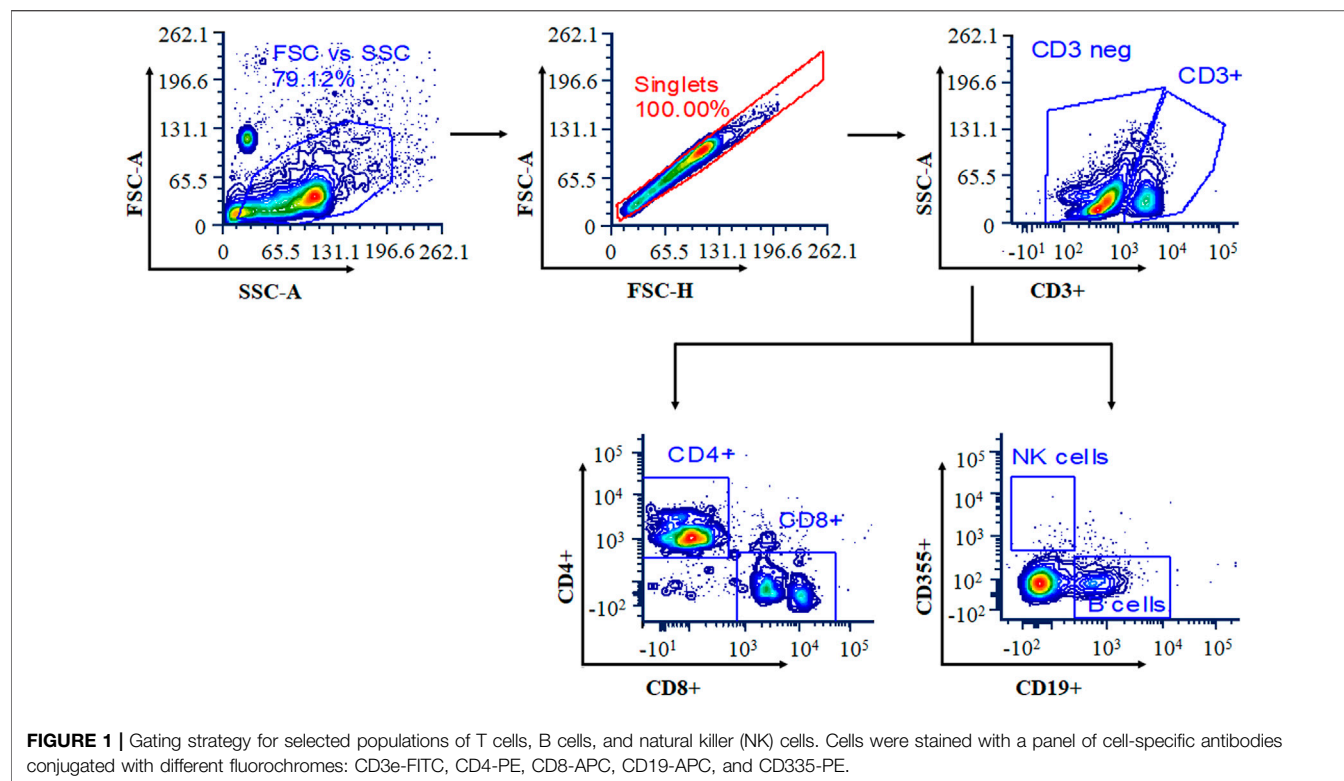 262.1
196.6
131.1
65.5
0
FSC-A
FSC vs SSC
79.12%
0 65.5 131.1 196.6 262.1
SSC-A
262.1
196.6
131.1
65.5
0
FSC-A
Singlets
100.00%
0 65.5 131.1 196.6 262.1
FSC-H
262.1
196.6
131.1
65.5
0
SSC-A
CD3 neg
CD3+
-10¹ 10² 10³ 10⁴ 10⁵
CD3+
10⁵
10⁴
10³
-10²
CD4+
CD4+
CD8+
-10¹ 10³ 10⁴ 10⁵
CD8+
10⁵
10⁴
10³
10²
-10²
CD355+
NK cells
B cells
-10² 10³ 10⁴ 10⁵
CD19+
FIGURE 1 | Gating strategy for selected populations of T cells, B cells, and natural killer (NK) cells. Cells were stained with a panel of cell-specific antibodies
conjugated with different fluorochromes: CD3e-FITC, CD4-PE, CD8-APC, CD19-APC, and CD335-PE.